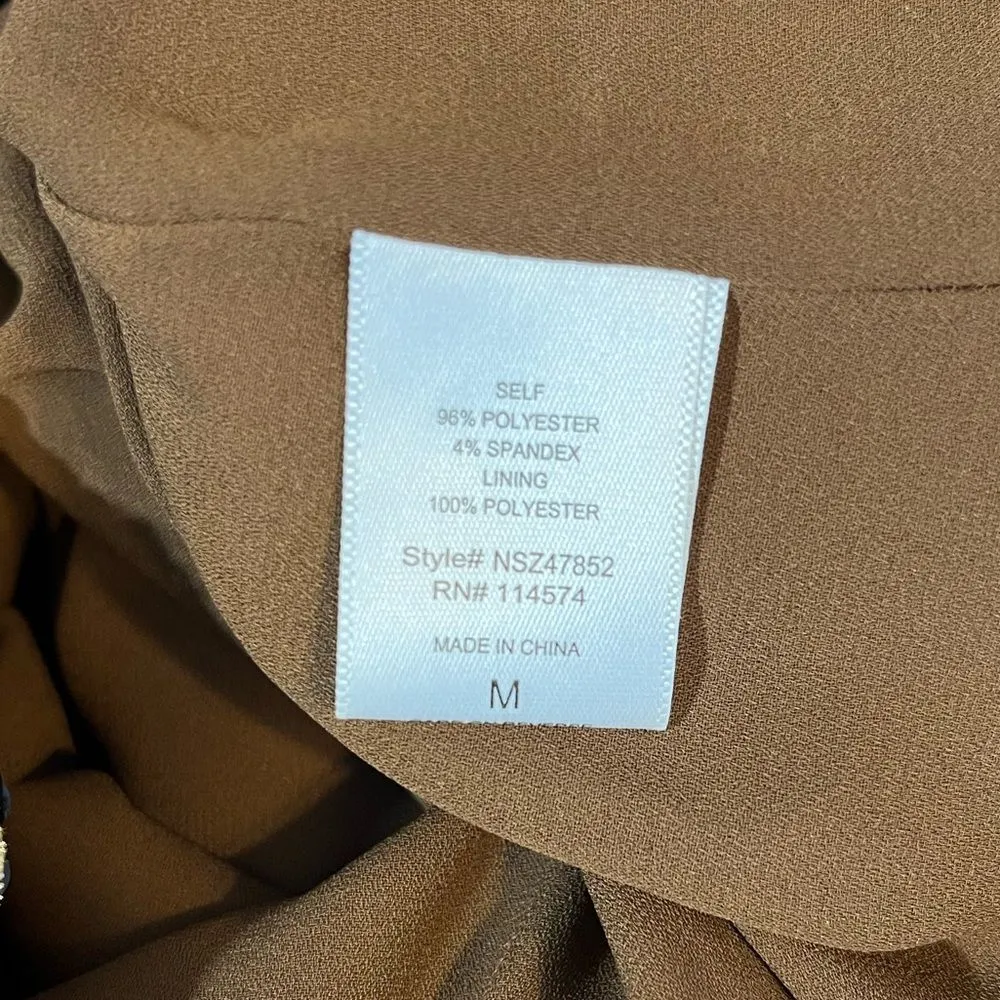 SELF
96% POLYESTER
4% SPANDEX
LINING
100% POLYESTER
Style# NSZ47852
RN# 114574
MADE IN CHINA
M